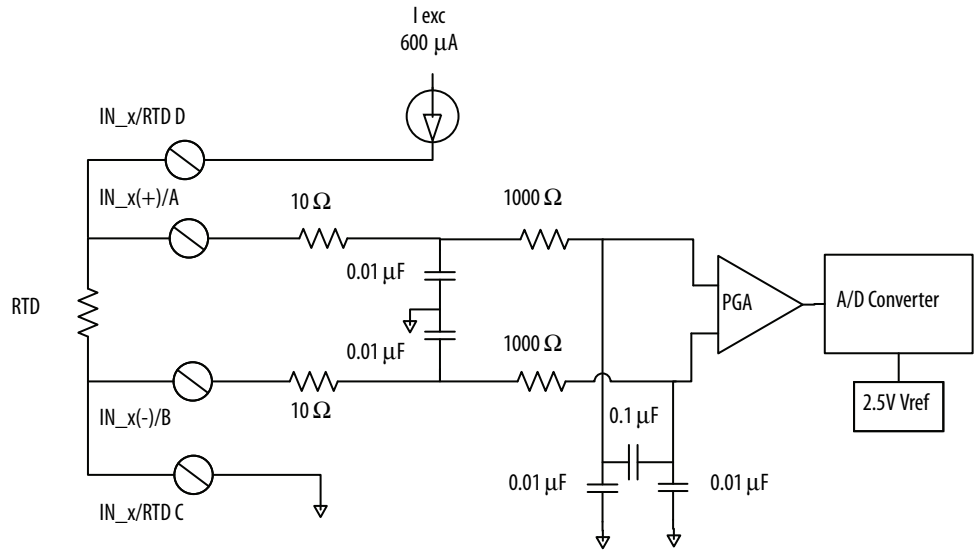 I exc
600 μA
IN_x/RTD D
IN_x(+)/A
10 Ω
1000 Ω
0.01 μF
RTD
PGA
A/D Converter
0.01 μF
1000 Ω
2.5V Vref
10 Ω
IN_x(-)/B
0.1 μF
0.01 μF
0.01 μF
IN_x/RTD C